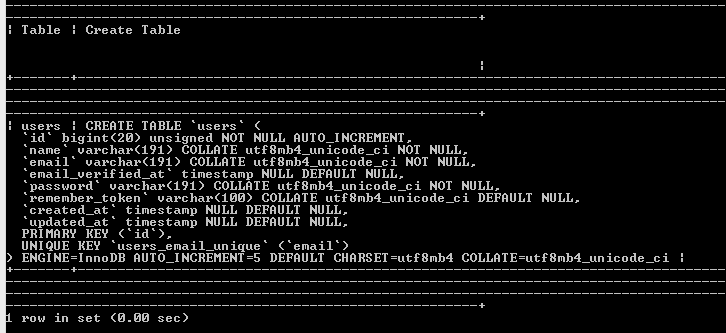 | Table | Create Table
|
| users | CREATE TABLE `users` (
`id` bigint(20) unsigned NOT NULL AUTO_INCREMENT,
`name` varchar(191) COLLATE utf8mb4_unicode_ci NOT NULL,
`email` varchar(191) COLLATE utf8mb4_unicode_ci NOT NULL,
`email_verified_at` timestamp NULL DEFAULT NULL,
`password` varchar(191) COLLATE utf8mb4_unicode_ci NOT NULL,
`remember_token` varchar(100) COLLATE utf8mb4_unicode_ci DEFAULT NULL,
`created_at` timestamp NULL DEFAULT NULL,
`updated_at` timestamp NULL DEFAULT NULL,
PRIMARY KEY (`id`),
UNIQUE KEY `users_email_unique` (`email`)
) ENGINE=InnoDB AUTO_INCREMENT=5 DEFAULT CHARSET=utf8mb4 COLLATE=utf8mb4_unicode_ci |
1 row in set (0.00 sec)